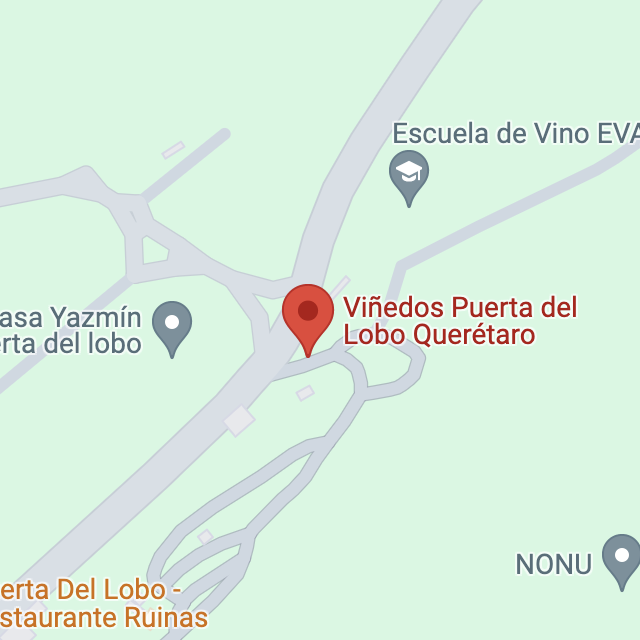 Escuela de Vino EVA
Viñedos Puerta del
Lobo Querétaro
asa Yazmín
erta del lobo
NONU
erta Del Lobo -
staurante Ruinas